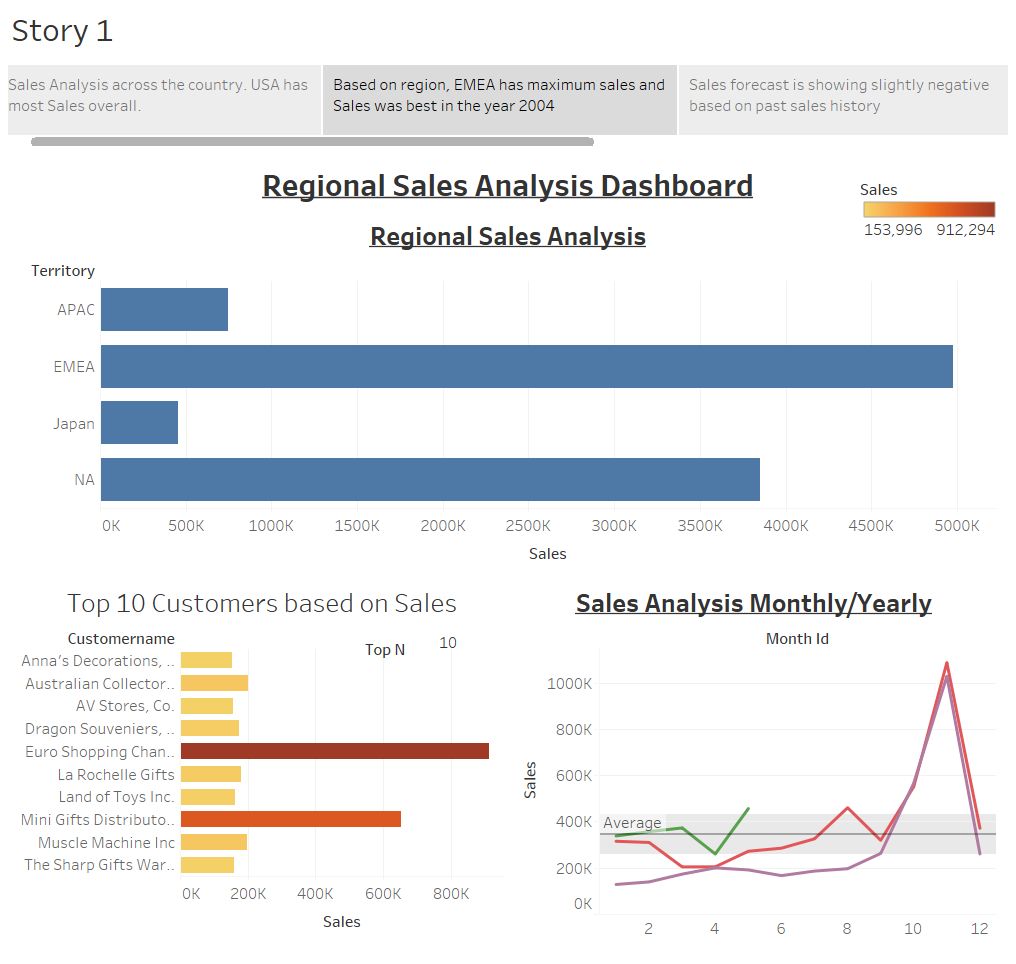 Story 1
Sales Analysis across the country. USA has
most Sales overall.
Based on region, EMEA has maximum sales and
Sales was best in the year 2004
Sales forecast is showing slightly negative
based on past sales history
Regional Sales Analysis Dashboard
Sales
153,996 912,294
Regional Sales Analysis
Territory
APAC
EMEA
Japan
NA
0K 500K 1000K 1500K 2000K 2500K 3000K 3500K 4000K 4500K 5000K
Sales
Top 10 Customers based on Sales
Customername
Top N 10
Anna's Decorations, ..
Australian Collector..
AV Stores, Co.
Dragon Souveniers, ..
Euro Shopping Chan..
La Rochelle Gifts
Land of Toys Inc.
Mini Gifts Distributo..
Muscle Machine Inc
The Sharp Gifts War..
0K 200K 400K 600K 800K
Sales
Sales Analysis Monthly/Yearly
Month Id
1000K
800K
600K
400K
200K
0K
Sales
Average
2 4 6 8 10 12